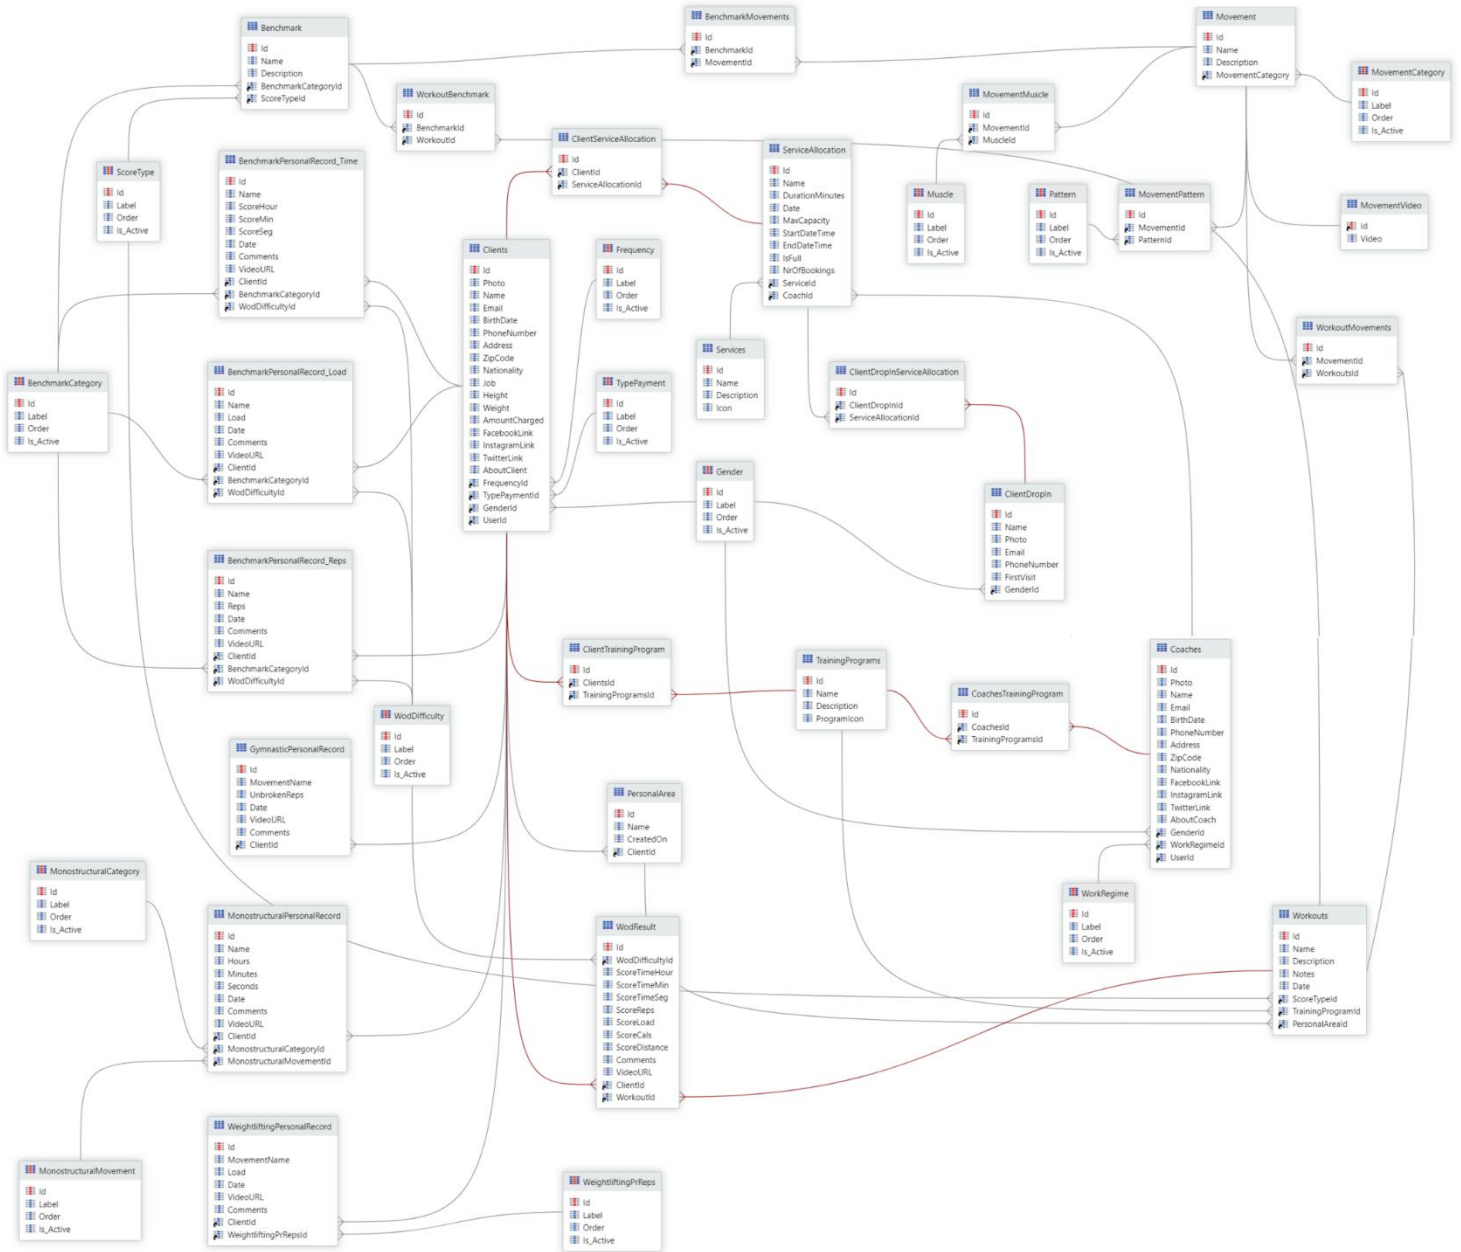 Benchmark
Id
Name
Description
BenchmarkCategoryId
ScoreTypeId
BenchmarkMovements
Id
BenchmarkId
MovementId
Movement
Id
Name
Description
MovementCategory
MovementCategory
Id
Label
Order
Is_Active
WorkoutBenchmark
Id
BenchmarkId
WorkoutId
MovementMuscle
Id
MovementId
MuscleId
ClientServiceAllocation
Id
ClientId
ServiceAllocationId
ServiceAllocation
Id
Name
DurationMinutes
Date
MaxCapacity
StartDateTime
EndDateTime
IsFull
NrOfBookings
ServiceId
CoachId
BenchmarkPersonalRecord_Time
Id
Name
ScoreHour
ScoreMin
ScoreSeg
Date
Comments
VideoURL
ClientId
BenchmarkCategoryId
WodDifficultyId
ScoreType
Id
Label
Order
Is_Active
Muscle
Id
Label
Order
Is_Active
Pattern
Id
Label
Order
Is_Active
MovementPattern
Id
MovementId
PatternId
MovementVideo
Id
Video
Clients
Id
Photo
Name
Email
BirthDate
PhoneNumber
Address
ZipCode
Nationality
Job
Height
Weight
AmountCharged
FacebookLink
InstagramLink
TwitterLink
AboutClient
FrequencyId
TypePaymentId
GenderId
UserId
Frequency
Id
Label
Order
Is_Active
WorkoutMovements
Id
MovementId
WorkoutsId
Services
Id
Name
Description
Icon
BenchmarkPersonalRecord_Load
Id
Name
Load
Date
Comments
VideoURL
ClientId
BenchmarkCategoryId
WodDifficultyId
ClientDropInServiceAllocation
Id
ClientDropInId
ServiceAllocationId
BenchmarkCategory
Id
Label
Order
Is_Active
TypePayment
Id
Label
Order
Is_Active
Gender
Id
Label
Order
Is_Active
ClientDropIn
Id
Name
Photo
Email
PhoneNumber
FirstVisit
GenderId
BenchmarkPersonalRecord_Reps
Id
Name
Reps
Date
Comments
VideoURL
ClientId
BenchmarkCategoryId
WodDifficultyId
ClientTrainingProgram
Id
ClientsId
TrainingProgramsId
TrainingPrograms
Id
Name
Description
ProgramIcon
Coaches
Id
Photo
Name
Email
BirthDate
PhoneNumber
Address
ZipCode
Nationality
FacebookLink
InstagramLink
TwitterLink
AboutCoach
GenderId
WorkRegimeId
UserId
CoachesTrainingProgram
Id
CoachesId
TrainingProgramsId
WodDifficulty
Id
Label
Order
Is_Active
GymnasticPersonalRecord
Id
MovementName
UnbrokenReps
Date
VideoURL
Comments
ClientId
PersonalArea
Id
Name
CreatedOn
ClientId
MonostructuralCategory
Id
Label
Order
Is_Active
WorkRegime
Id
Label
Order
Is_Active
MonostructuralPersonalRecord
Id
Name
Hours
Minutes
Seconds
Date
Comments
VideoURL
ClientId
MonostructuralCategoryId
MonostructuralMovementId
Workouts
Id
Name
Description
Notes
Date
ScoreTypeId
TrainingProgramId
PersonalAreaId
WodResult
Id
WodDifficultyId
ScoreTimeHour
ScoreTimeMin
ScoreTimeSeg
ScoreReps
ScoreLoad
ScoreCals
ScoreDistance
Comments
VideoURL
ClientId
WorkoutId
WeightliftingPersonalRecord
Id
MovementName
Load
Date
VideoURL
Comments
ClientId
WeightliftingPrRepsId
MonostructuralMovement
Id
Label
Order
Is_Active
WeightliftingPrReps
Id
Label
Order
Is_Active